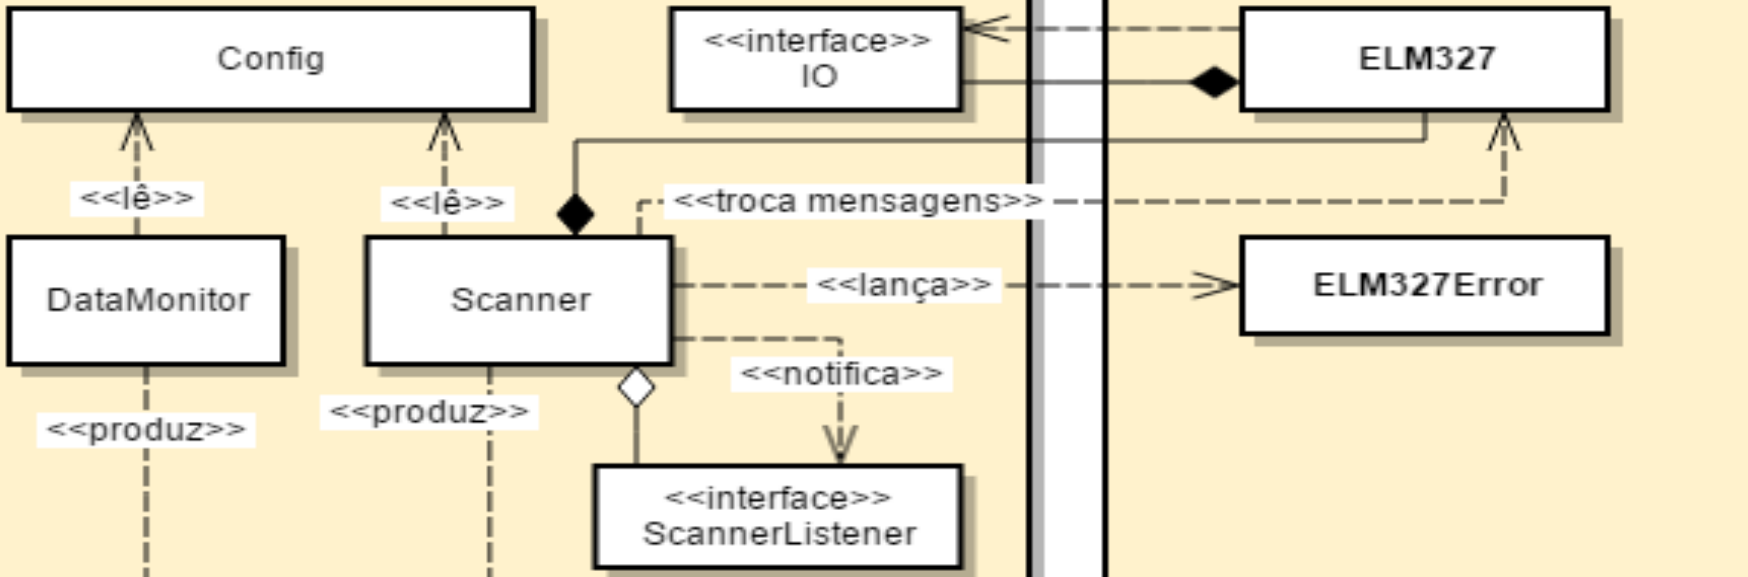 Config
<<interface>>
IO
ELM327
<<lê>>
<<lê>>
<<troca mensagens>>
DataMonitor
Scanner
<<lança>>
ELM327Error
<<notifica>>
<<produz>>
<<produz>>
<<interface>>
ScannerListener